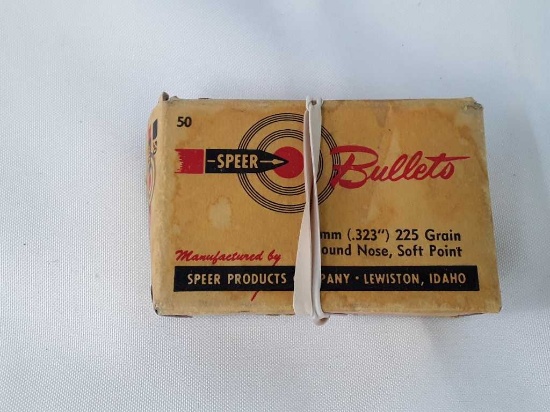 50
SPEER Bullets
mm (.323") 225 Grain
ound Nose, Soft Point
Manufactured by
SPEER PRODUCTS PANY • LEWISTON, IDAHO